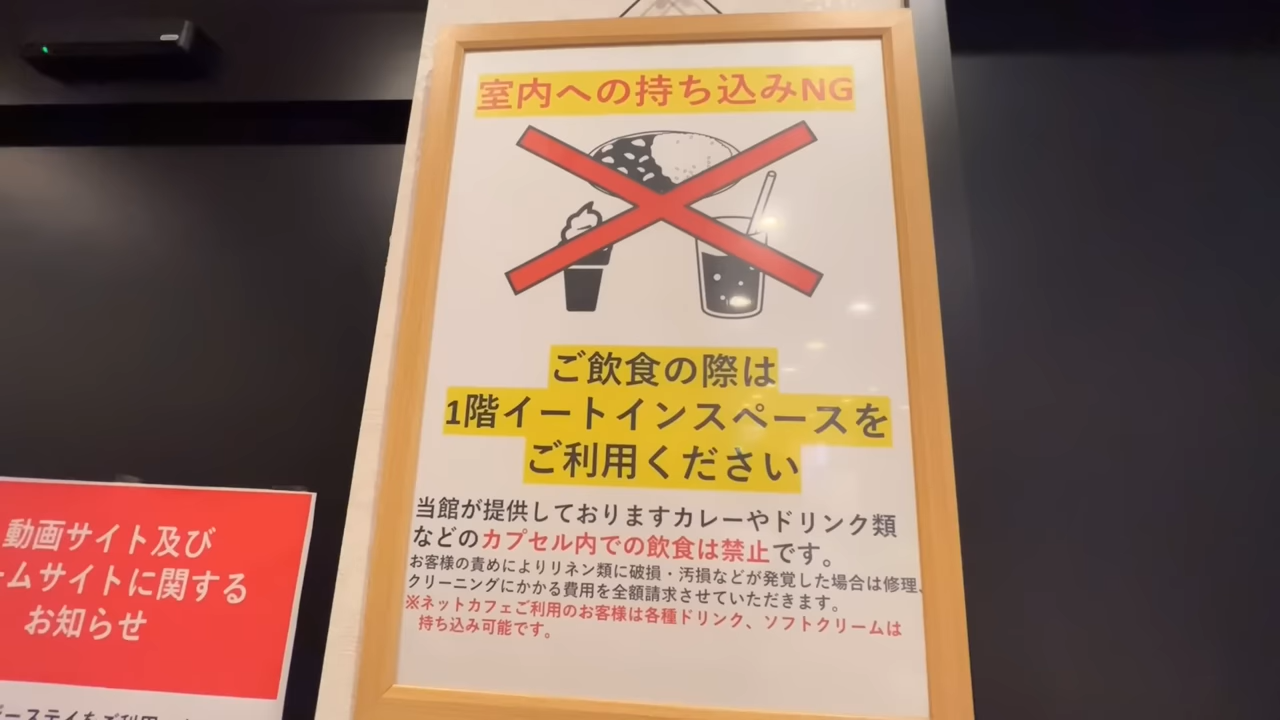 室内への持ち込みNG
ご飲食の際は
1階イートインスペースを
ご利用ください
当館が提供しておりますカレーやドリンク類
などのカプセル内での飲食は禁止です。
お客様の責めによりリネン類に破損・汚損などが発覚した場合は修理、
クリーニングにかかる費用を全額請求させていただきます。
※ネットカフェご利用のお客様は各種ドリンク、ソフトクリームは
持ち込み可能です。
動画サイト及び
ームサイトに関する
お知らせ